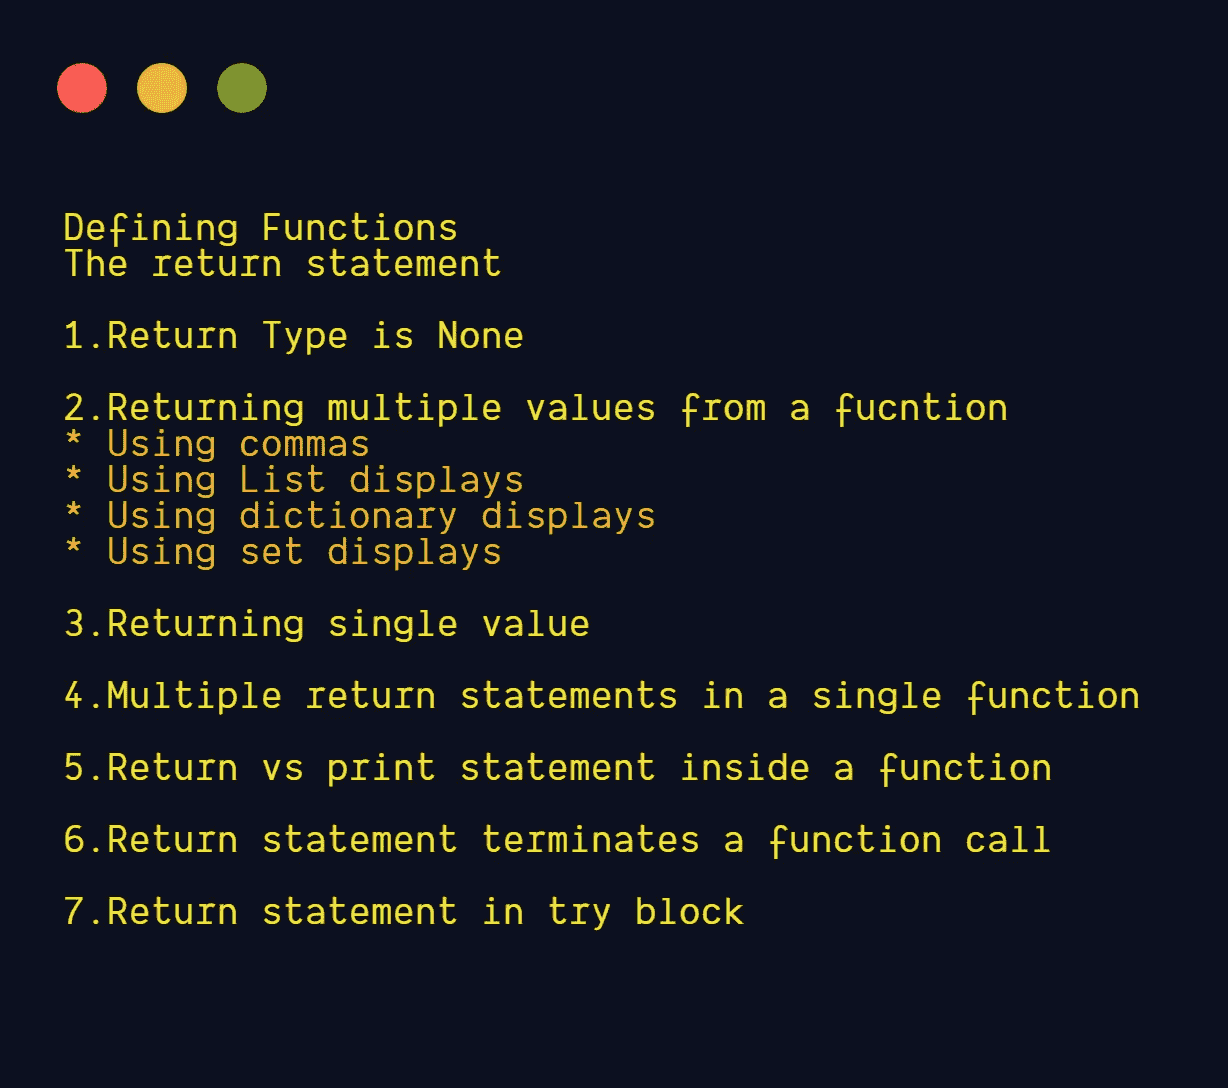 Defining Functions
The return statement
1.Return Type is None
2.Returning multiple values from a fucntion
* Using commas
* Using List displays
* Using dictionary displays
* Using set displays
3.Returning single value
4.Multiple return statements in a single function
5.Return vs print statement inside a function
6.Return statement terminates a function call
7.Return statement in try block